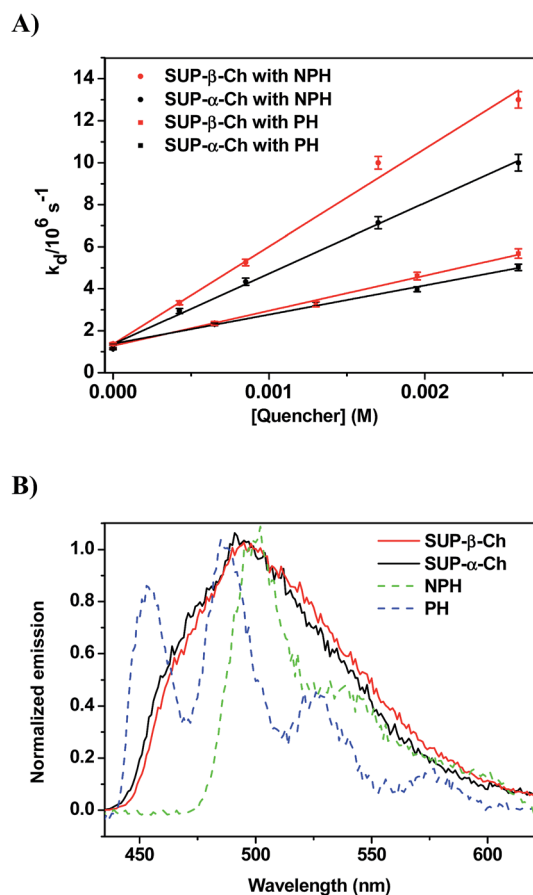 A)
SUP-β-Ch with NPH
SUP-α-Ch with NPH
SUP-β-Ch with PH
SUP-α-Ch with PH
k_d/10^6 s^-1
14
12
10
8
6
4
2
0
0.000 0.001 0.002
[Quencher] (M)
B)
SUP-β-Ch
SUP-α-Ch
NPH
PH
Normalized emission
1.0
0.8
0.6
0.4
0.2
0.0
450 500 550 600
Wavelength (nm)